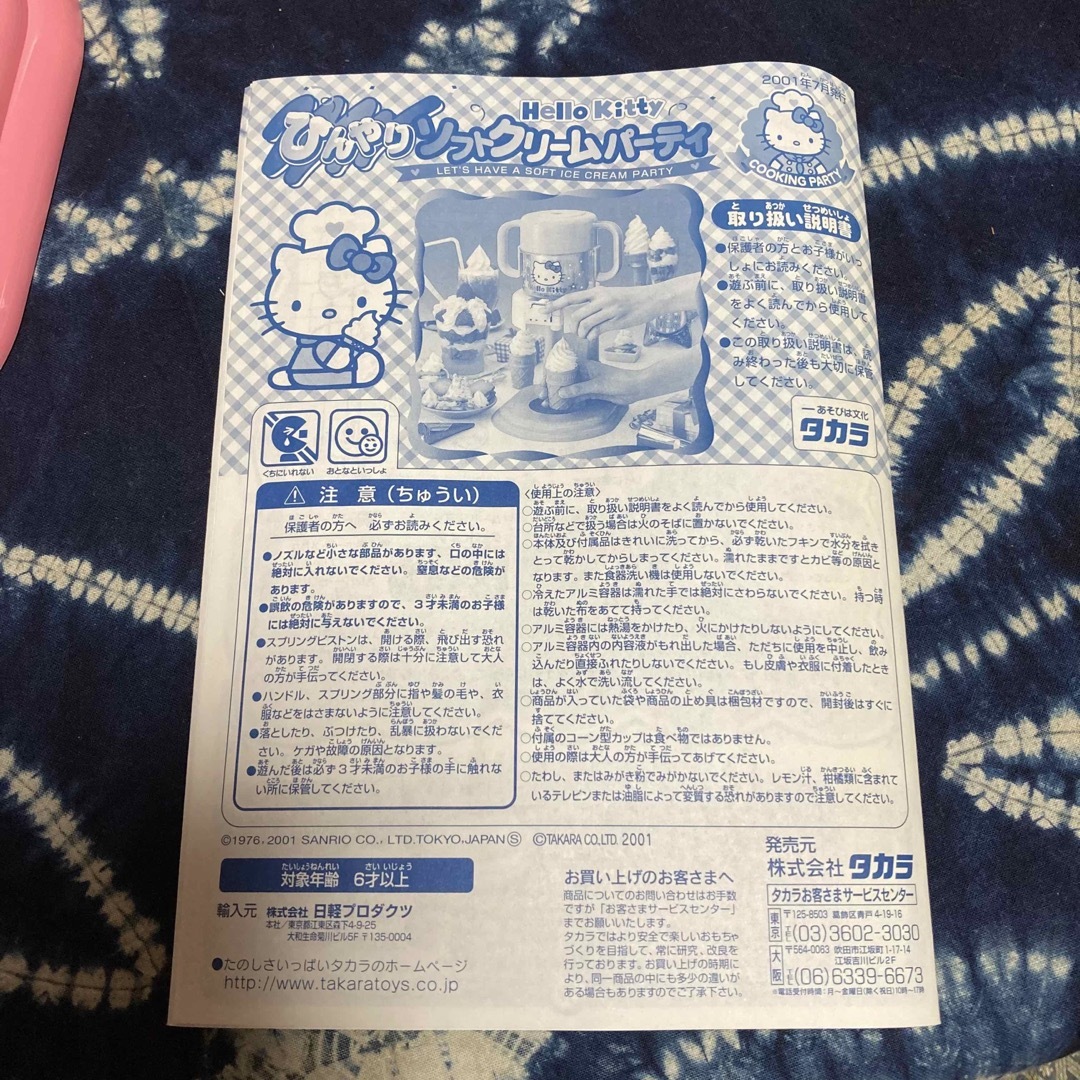 2001年7月発行
Hello Kitty
ひんやりソフトクリームパーティ
LET'S HAVE A SOFT ICE CREAM PARTY
COOKING PARTY
Hello Kitty
取り扱い説明書
●保護者の方とお子様がいっ
しょにお読みください。
●遊ぶ前に、取り扱い説明書
をよく読んでから使用して
ください。
●この取り扱い説明書は、読
み終わった後も大切に保管
してください。
あそびは文化
タカラ
くちにいれない
おとなといっしょ
注意(ちゅうい)
保護者の方へ 必ずお読みください。
●ノズルなど小さな部品があります、口の中には
絶対に入れないでください。窒息などの危険が
あります。
●誤飲の危険がありますので、3才未満のお子様
には絶対に与えないでください。
●スプリングピストンは、開ける際、飛び出す恐れ
があります。開閉する際は十分に注意して大人
の方が手伝ってください。
●ハンドル、スプリング部分に指や髪の毛や、衣
服などをはさまないように注意してください。
●落としたり、ぶつけたり、乱暴に扱わないでくだ
さい。ケガや故障の原因となります。
●遊んだ後は必ず3才未満のお子様の手に触れな
い所に保管してください。
〈使用上の注意〉
○遊ぶ前に、取り扱い説明書をよく読んでから使用してください。
○台所などで扱う場合は火のそばに置かないでください。
○本体及び付属品はきれいに洗ってから、必ず乾いたフキンで水分を拭き
とって乾かしてからしまってください。濡れたままですとカビ等の原因と
なります。また食器洗い機は使用しないでください。
○冷えたアルミ容器は濡れた手では絶対にさわらないでください。持つ時
は乾いた布をあてて持ってください。
○アルミ容器には熱湯をかけたり、火にかけたりしないようにしてください。
○アルミ容器内の内容液がもれ出した場合、ただちに使用を中止し、飲み
込んだり直接ふれたりしないでください。もし皮膚や衣服に付着したときは
は、よく水で洗い流してください。
○商品が入っていた袋や商品の止め具は梱包材ですので、開封後はすぐに
捨ててください。
○付属のコーン型カップは食べ物ではありません。
○使用の際は大人の方が手伝ってあげてください。
○たわし、またはみがき粉でみがかないでください。レモン汁、柑橘類に含まれて
いるテレピンまたは油脂によって変質する恐れがありますので注意してください。
©1976, 2001 SANRIO CO., LTD. TOKYO, JAPAN Ⓢ ©TAKARA CO.LTD. 2001
対象年齢 6才以上
輸入元 株式会社 日軽プロダクツ
本社/東京都江東区森下4-9-25
大和生命菊川ビル5F 〒135-0004
●たのしさいっぱいタカラのホームページ
http://www.takaratoys.co.jp
お買い上げのお客さまへ
商品についてのお問い合わせはお手数
ですが「お客さまサービスセンター」
までお願いいたします。
タカラではより安全で楽しいおもちゃ
づくりを目指して、常に研究、改良を
行っております。お買い上げの時期に
より、同一商品の中にも多少の違いが
ある場合もありますのでご了承下さい。
発売元
株式会社 タカラ
タカラお客さまサービスセンター
東京 〒125-8503 葛飾区青戸4-19-16
TEL(03)3602-3030
大阪 〒564-0063 吹田市江坂町1-17-14
江坂吉川ビル2F
TEL(06)6339-6673
※電話受付時間:月～金曜日(除く祝日)10時～17時